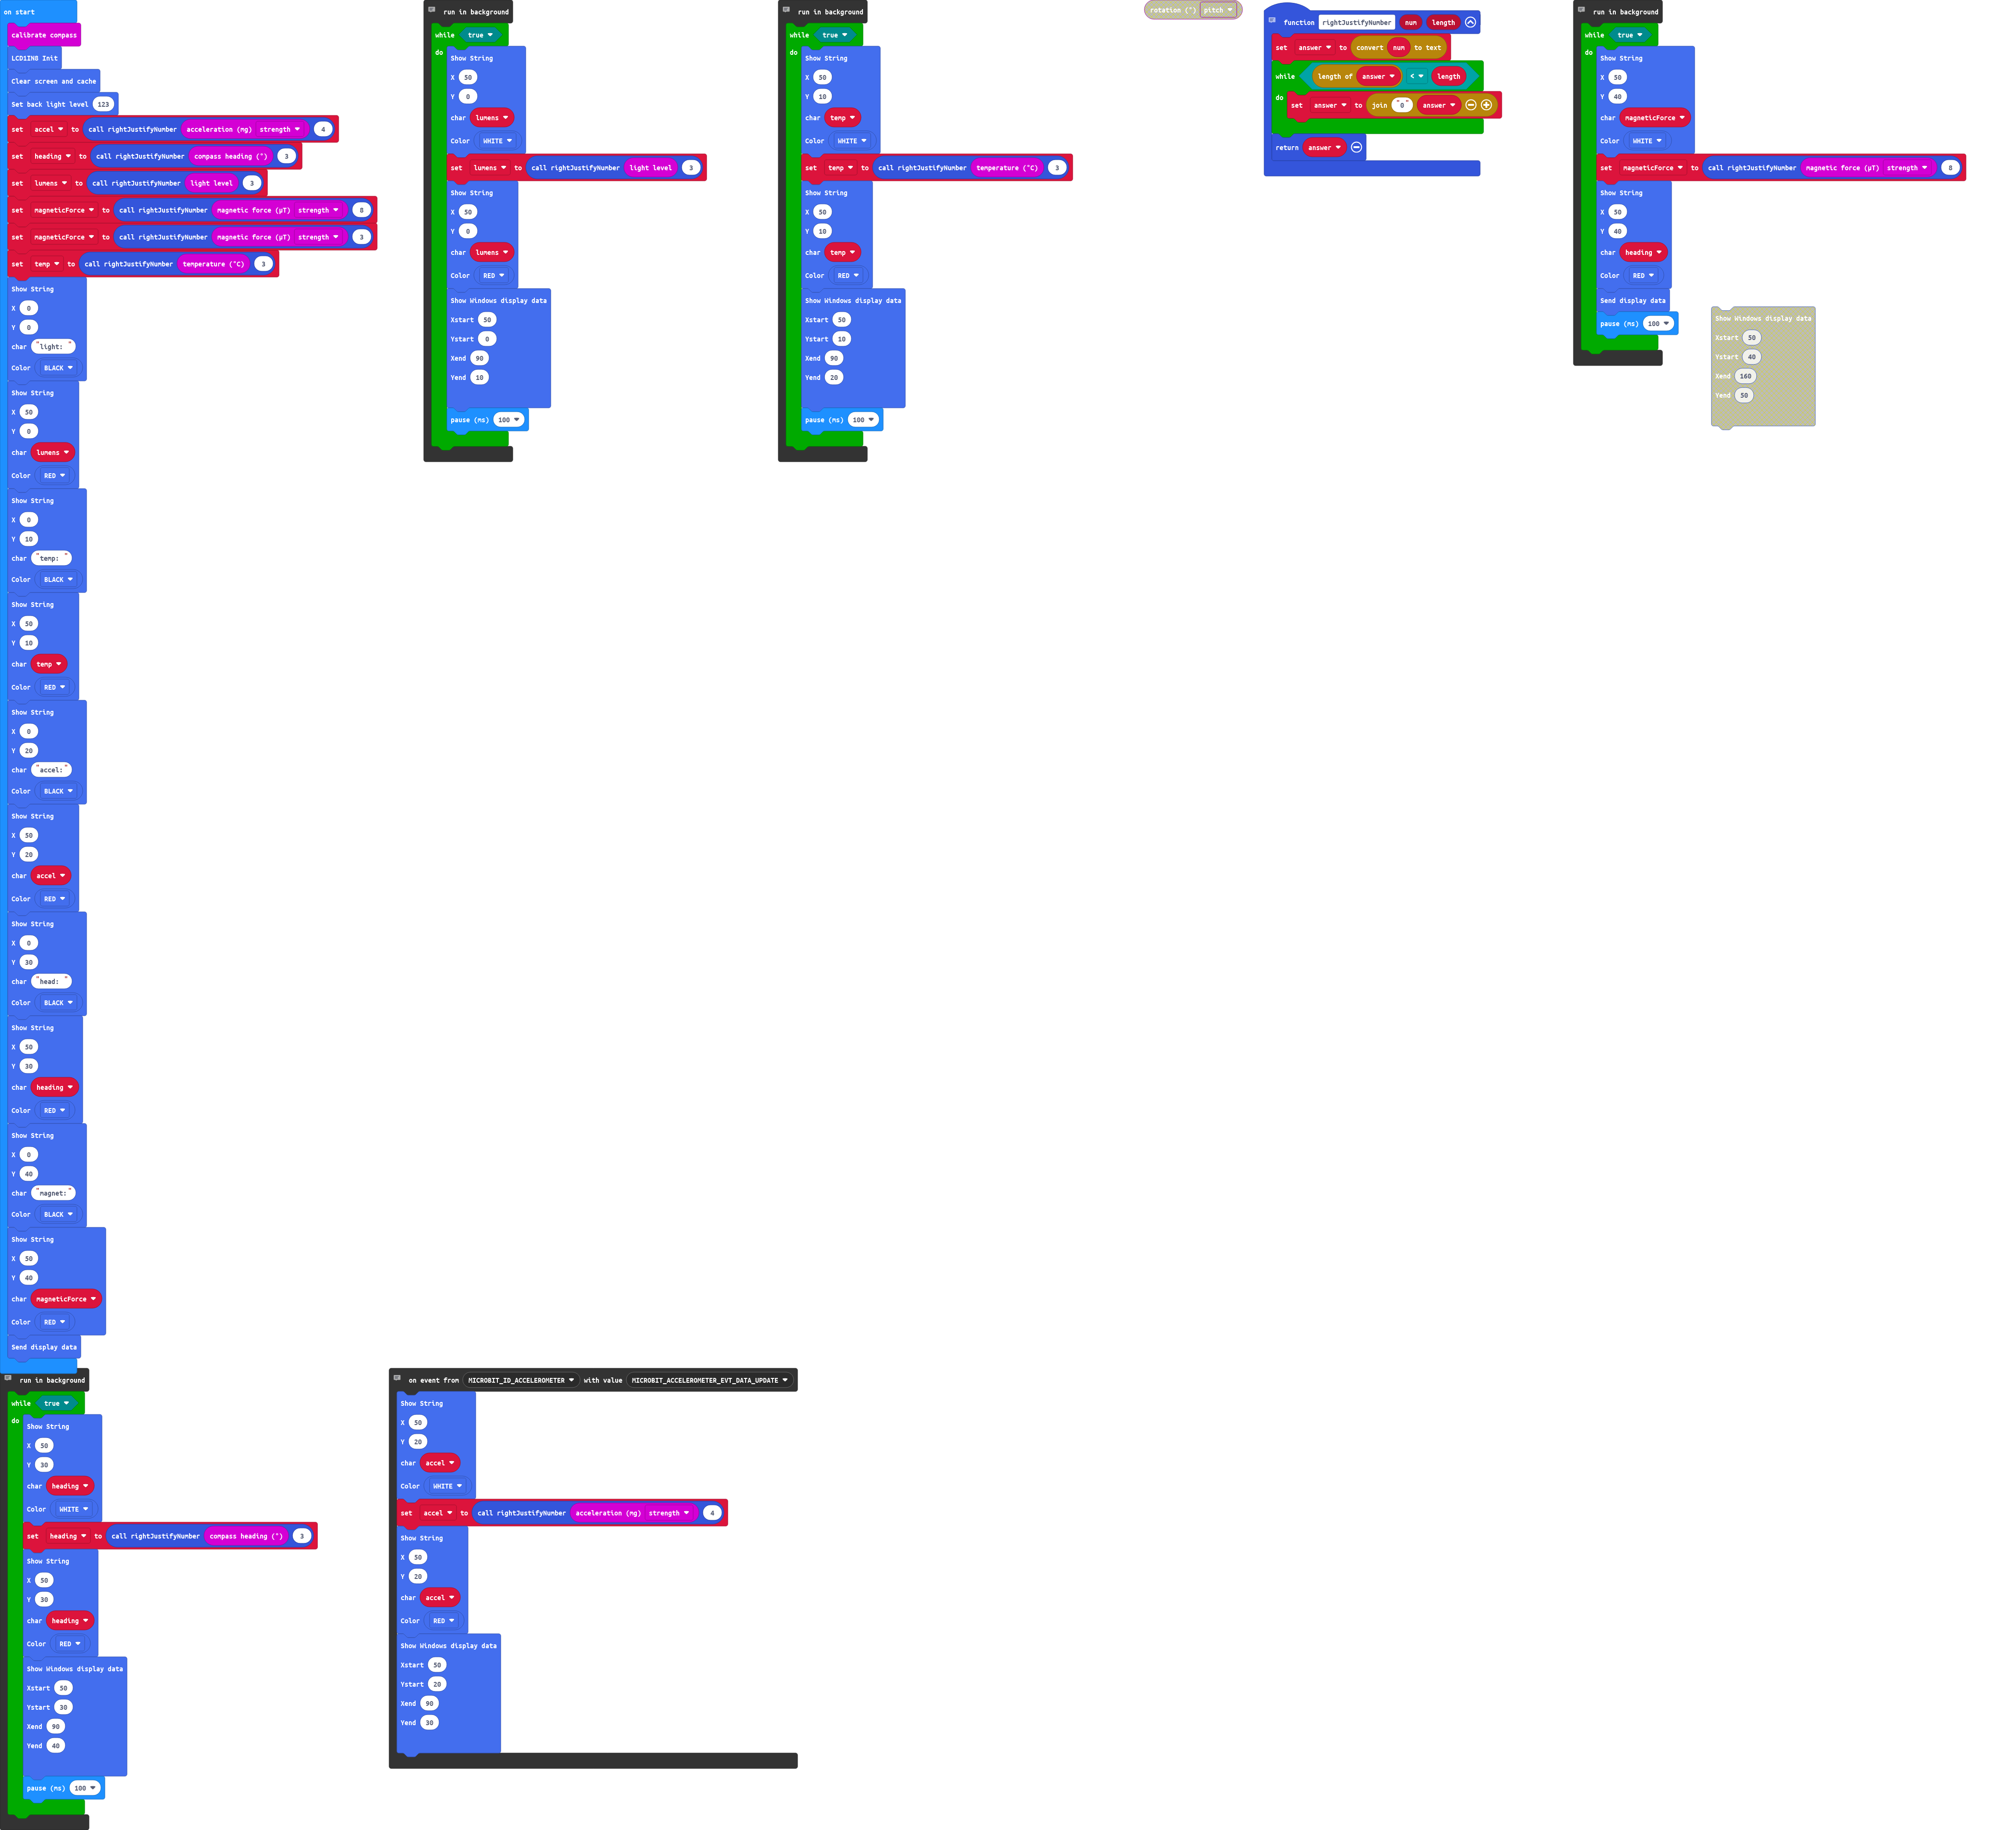 on start
calibrate compass
LCD1IN8 Init
Clear screen and cache
Set back light level 123
set accel to call rightJustifyNumber acceleration (mg) strength 4
set heading to call rightJustifyNumber compass heading (°) 3
set lumens to call rightJustifyNumber light level 3
set magneticForce to call rightJustifyNumber magnetic force (µT) strength 8
set magneticForce to call rightJustifyNumber magnetic force (µT) strength 3
set temp to call rightJustifyNumber temperature (°C) 3
Show String
X 0
Y 0
char "light: "
Color BLACK
Show String
X 50
Y 0
char lumens
Color RED
Show String
X 0
Y 10
char "temp: "
Color BLACK
Show String
X 50
Y 10
char temp
Color RED
Show String
X 0
Y 20
char "accel: "
Color BLACK
Show String
X 50
Y 20
char accel
Color RED
Show String
X 0
Y 30
char "head: "
Color BLACK
Show String
X 50
Y 30
char heading
Color RED
Show String
X 0
Y 40
char "magnet: "
Color BLACK
Show String
X 50
Y 40
char magneticForce
Color RED
Send display data
run in background
while true
do
Show String
X 50
Y 0
char lumens
Color WHITE
set lumens to call rightJustifyNumber light level 3
Show String
X 50
Y 0
char lumens
Color RED
Show Windows display data
Xstart 50
Ystart 0
Xend 90
Yend 10
pause (ms) 100
run in background
while true
do
Show String
X 50
Y 10
char temp
Color WHITE
set temp to call rightJustifyNumber temperature (°C) 3
Show String
X 50
Y 10
char temp
Color RED
Show Windows display data
Xstart 50
Ystart 10
Xend 90
Yend 20
pause (ms) 100
rotation (°) pitch
function rightJustifyNumber num length
set answer to convert num to text
while length of answer < length
do set answer to join "0" answer
return answer
run in background
while true
do
Show String
X 50
Y 40
char magneticForce
Color WHITE
set magneticForce to call rightJustifyNumber magnetic force (µT) strength 8
Show String
X 50
Y 40
char heading
Color RED
Send display data
pause (ms) 100
Show Windows display data
Xstart 50
Ystart 40
Xend 160
Yend 50
run in background
while true
do
Show String
X 50
Y 30
char heading
Color WHITE
set heading to call rightJustifyNumber compass heading (°) 3
Show String
X 50
Y 30
char heading
Color RED
Show Windows display data
Xstart 50
Ystart 30
Xend 90
Yend 40
pause (ms) 100
on event from MICROBIT_ID_ACCELEROMETER with value MICROBIT_ACCELEROMETER_EVT_DATA_UPDATE
Show String
X 50
Y 20
char accel
Color WHITE
set accel to call rightJustifyNumber acceleration (mg) strength 4
Show String
X 50
Y 20
char accel
Color RED
Show Windows display data
Xstart 50
Ystart 20
Xend 90
Yend 30